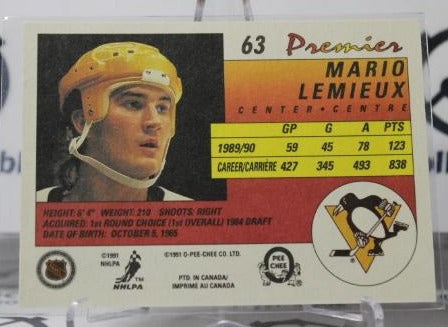 63 Premier
MARIO
LEMIEUX
CENTER • CENTRE
GP G A PTS
1989/90 59 45 78 123
CAREER/CARRIÈRE 427 345 493 838
HEIGHT: 6' 4" WEIGHT: 210 SHOOTS: RIGHT
ACQUIRED: 1st ROUND CHOICE (1st OVERALL) 1984 DRAFT
DATE OF BIRTH: OCTOBER 5, 1965
©1991
NHLPA
NHLPA
TM
©1991 O-PEE-CHEE CO. LTD.
PTD. IN CANADA/
IMPRIMÉ AU CANADA
O
PEE
CHEE